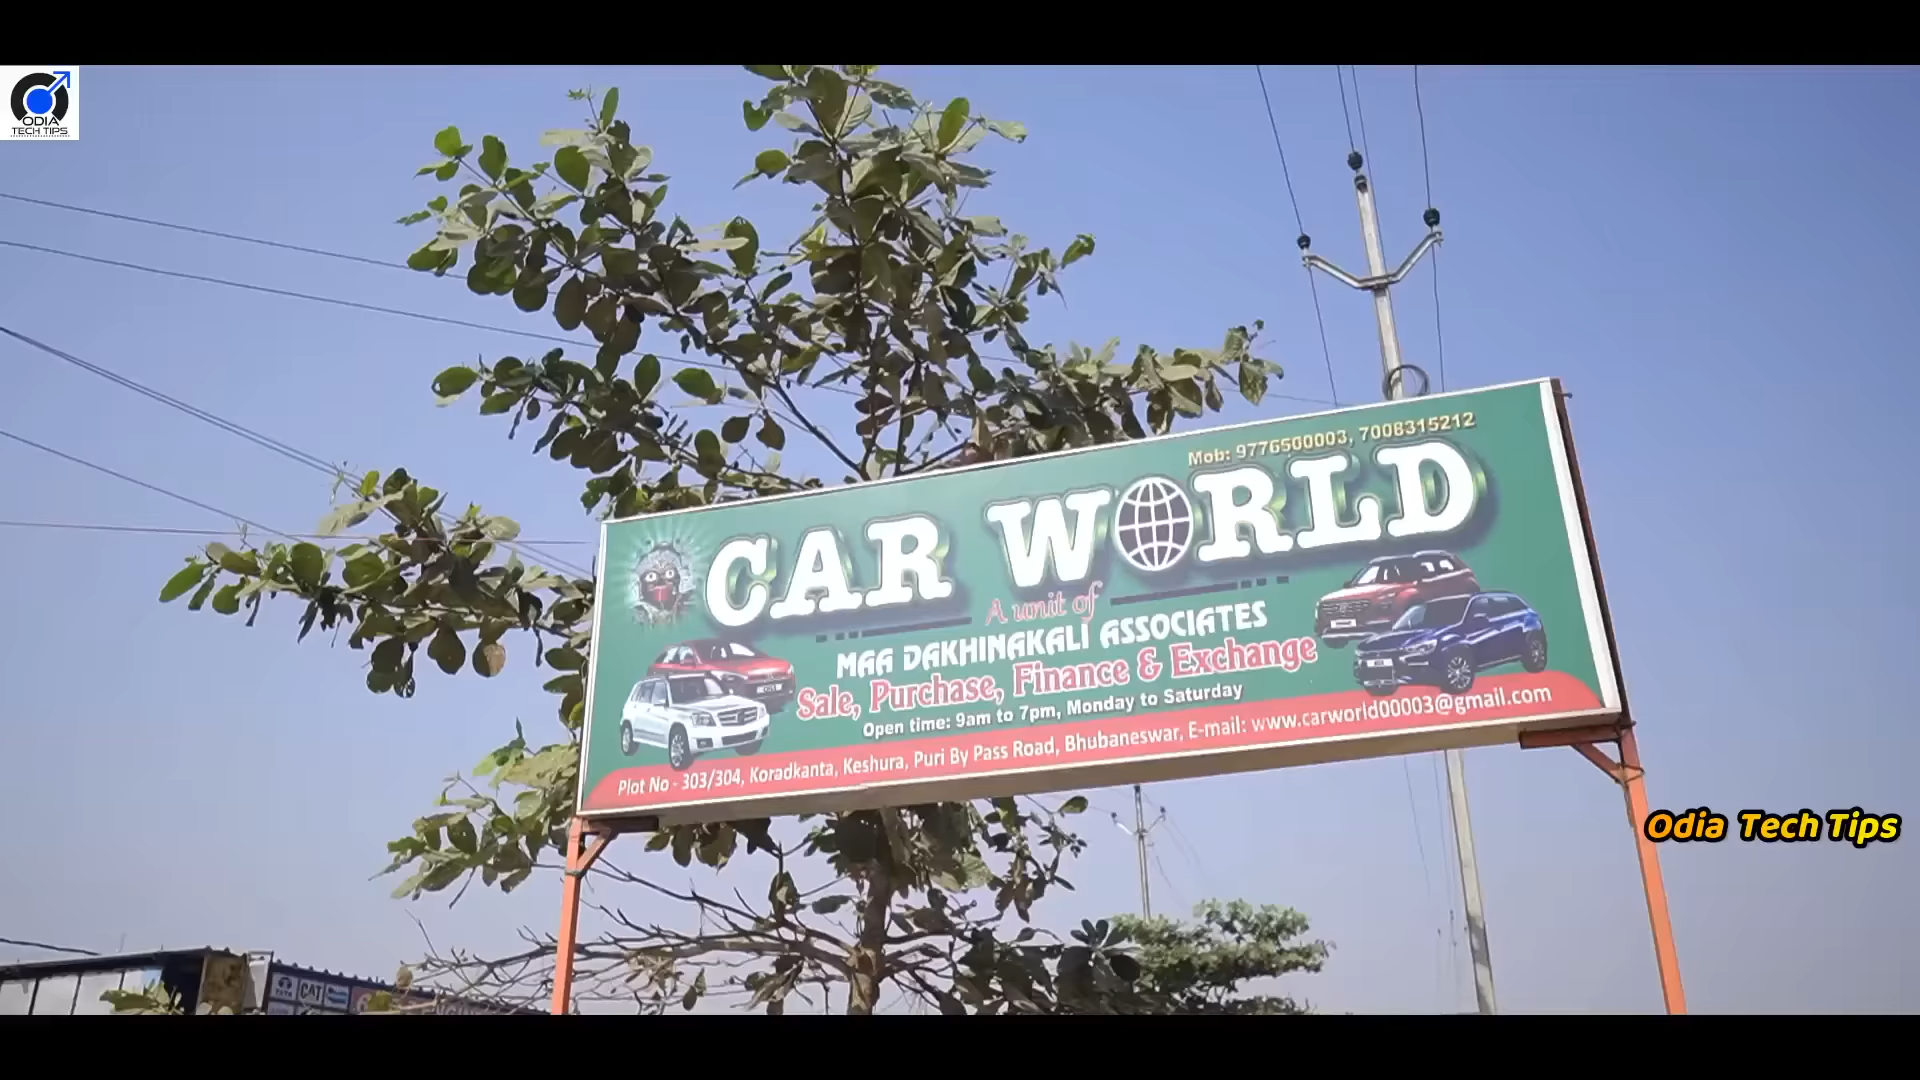 ODIA
TECH TIPS
Mob: 9776500003, 7008315212
CAR WORLD
A unit of
MAA DAKHINAKALI ASSOCIATES
Sale, Purchase, Finance & Exchange
Open time: 9am to 7pm, Monday to Saturday
Plot No - 303/304, Koradkanta, Keshura, Puri By Pass Road, Bhubaneswar, E-mail: www.carworld00003@gmail.com
Odia Tech Tips
TATA
CAT